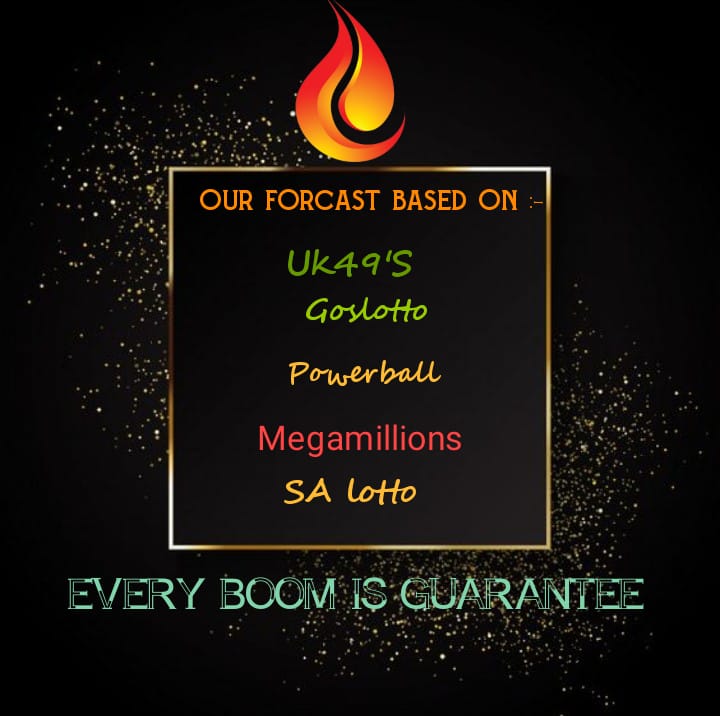 OUR FORCAST BASED ON :-
Uk49'S
Goslotto
Powerball
Megamillions
SA lotto
EVERY BOOM IS GUARANTEE